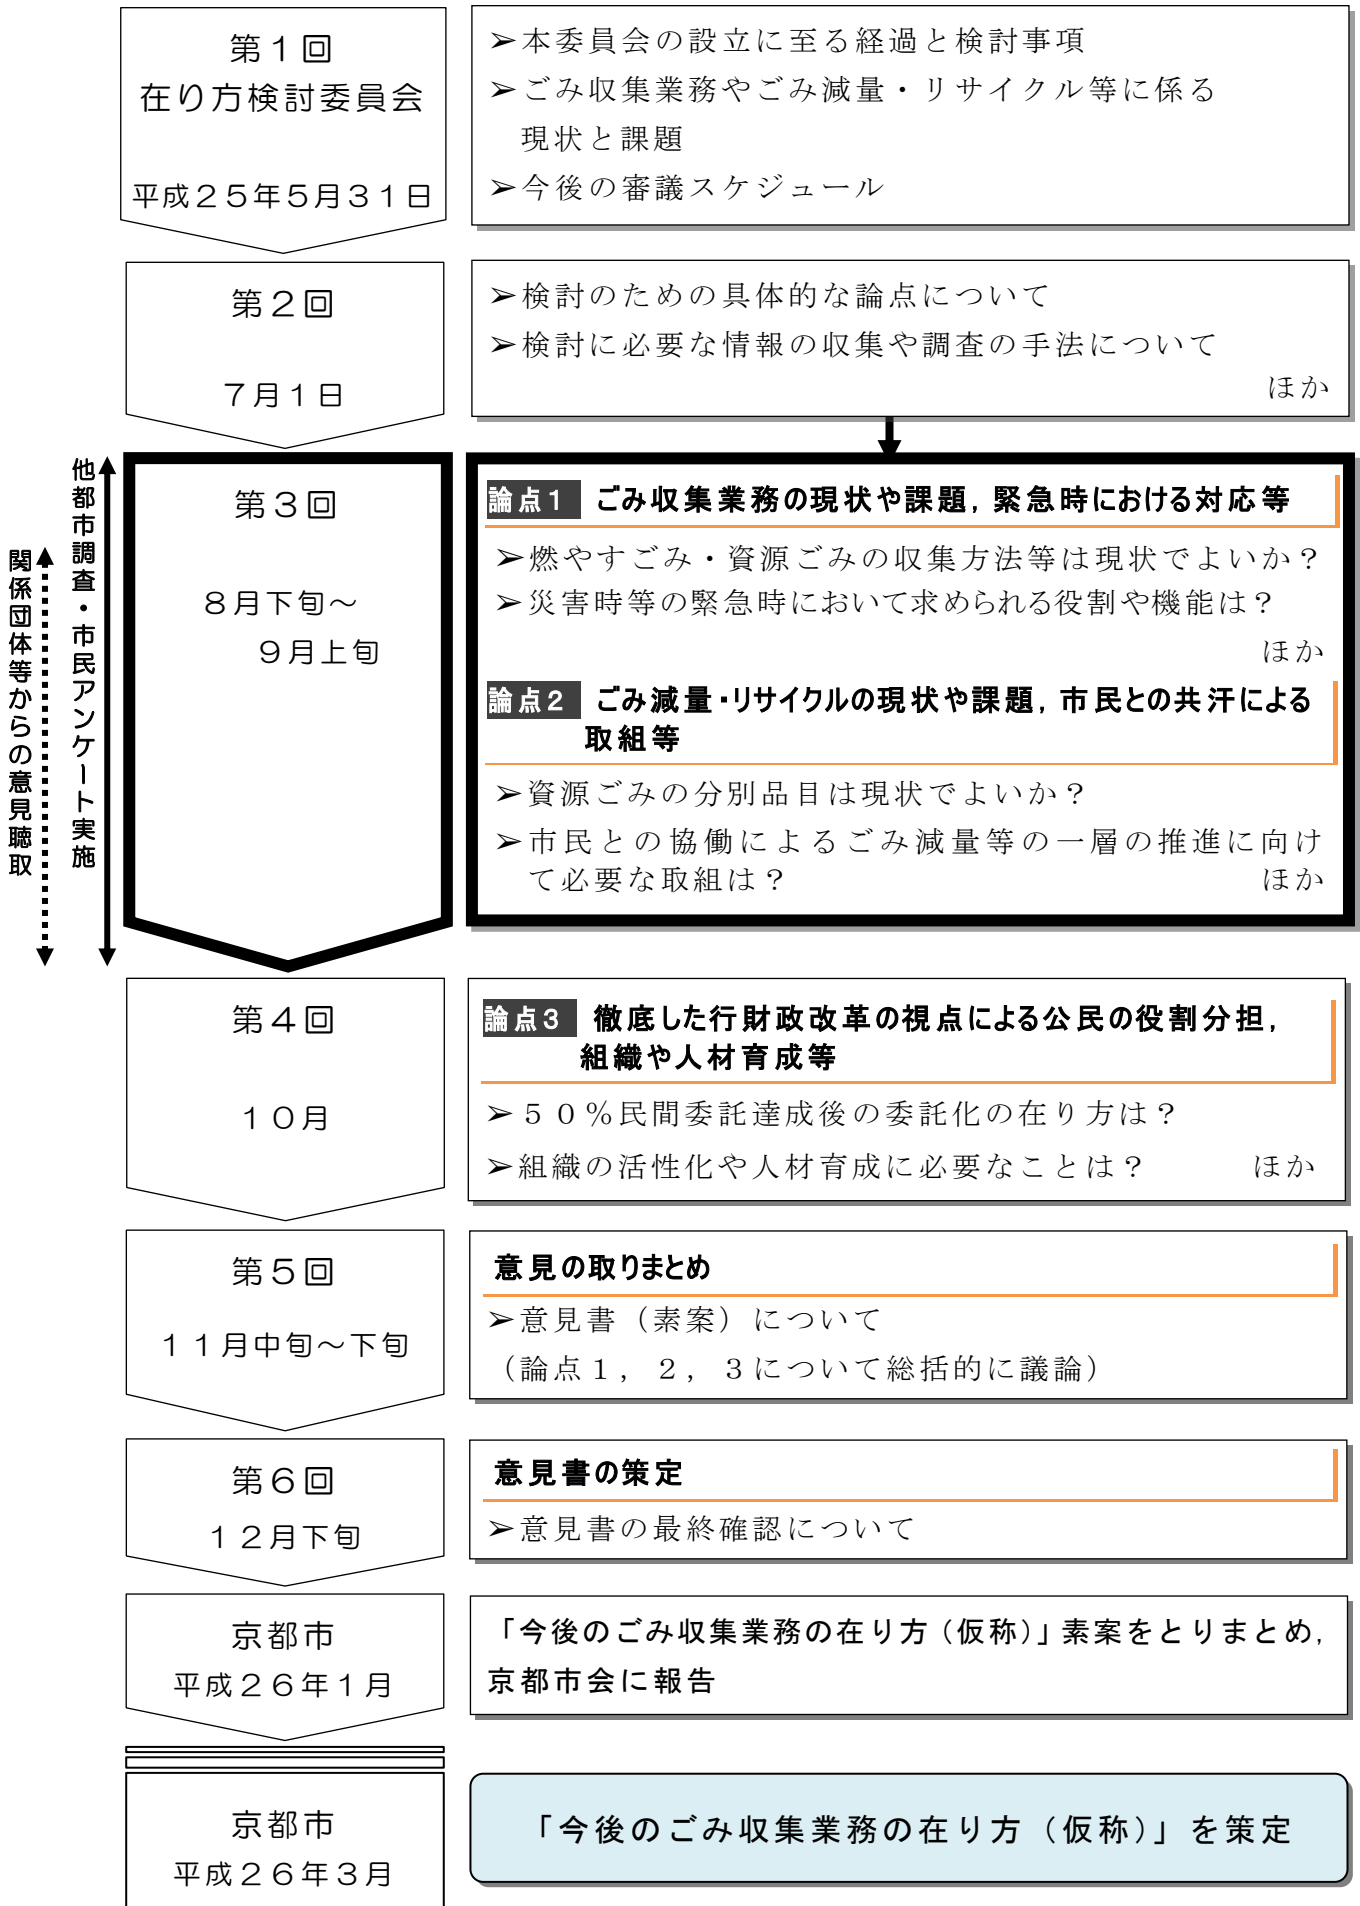 第１回
在り方検討委員会
平成２５年５月３１日
➢本委員会の設立に至る経過と検討事項
➢ごみ収集業務やごみ減量・リサイクル等に係る
現状と課題
➢今後の審議スケジュール
第２回
７月１日
➢検討のための具体的な論点について
➢検討に必要な情報の収集や調査の手法について
ほか
他都市調査・市民アンケート実施
関係団体等からの意見聴取
第３回
８月下旬～
９月上旬
論点１ ごみ収集業務の現状や課題，緊急時における対応等
➢燃やすごみ・資源ごみの収集方法等は現状でよいか？
➢災害時等の緊急時において求められる役割や機能は？
ほか
論点２ ごみ減量・リサイクルの現状や課題，市民との共汗による
取組等
➢資源ごみの分別品目は現状でよいか？
➢市民との協働によるごみ減量等の一層の推進に向け
て必要な取組は？ ほか
第４回
１０月
論点３ 徹底した行財政改革の視点による公民の役割分担，
組織や人材育成等
➢５０％民間委託達成後の委託化の在り方は？
➢組織の活性化や人材育成に必要なことは？ ほか
第５回
１１月中旬～下旬
意見の取りまとめ
➢意見書（素案）について
（論点１，２，３について総括的に議論）
第６回
１２月下旬
意見書の策定
➢意見書の最終確認について
京都市
平成２６年１月
「今後のごみ収集業務の在り方（仮称）」素案をとりまとめ，
京都市会に報告
京都市
平成２６年３月
「今後のごみ収集業務の在り方（仮称）」を策定